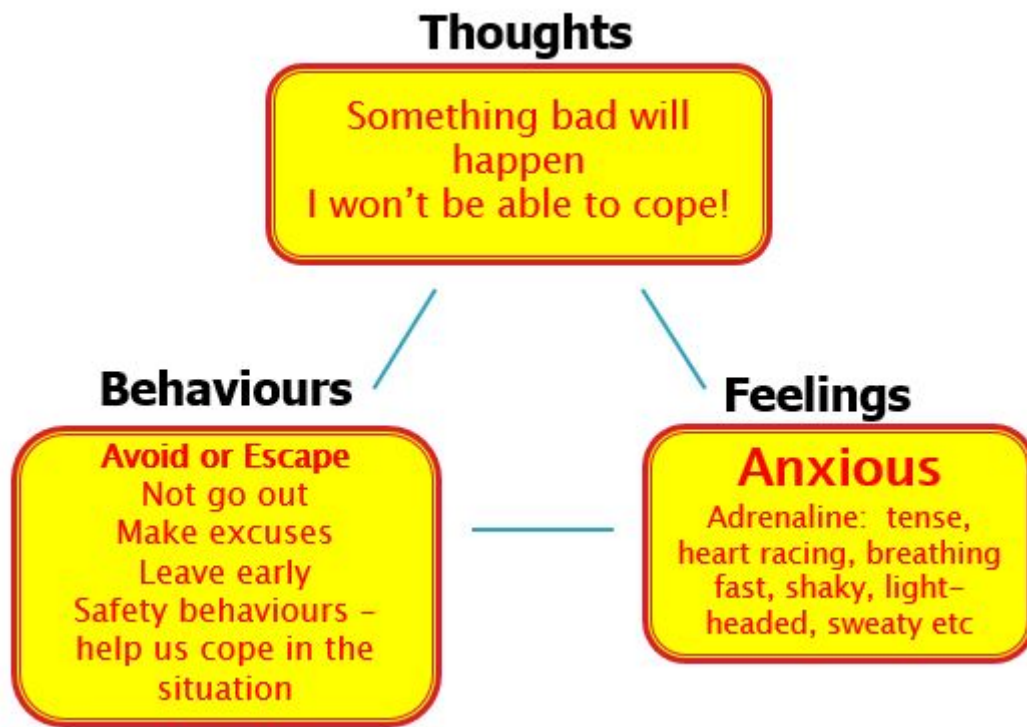 Thoughts
Something bad will
happen
I won't be able to cope!
Behaviours
Avoid or Escape
Not go out
Make excuses
Leave early
Safety behaviours –
help us cope in the
situation
Feelings
Anxious
Adrenaline: tense,
heart racing, breathing
fast, shaky, light-
headed, sweaty etc